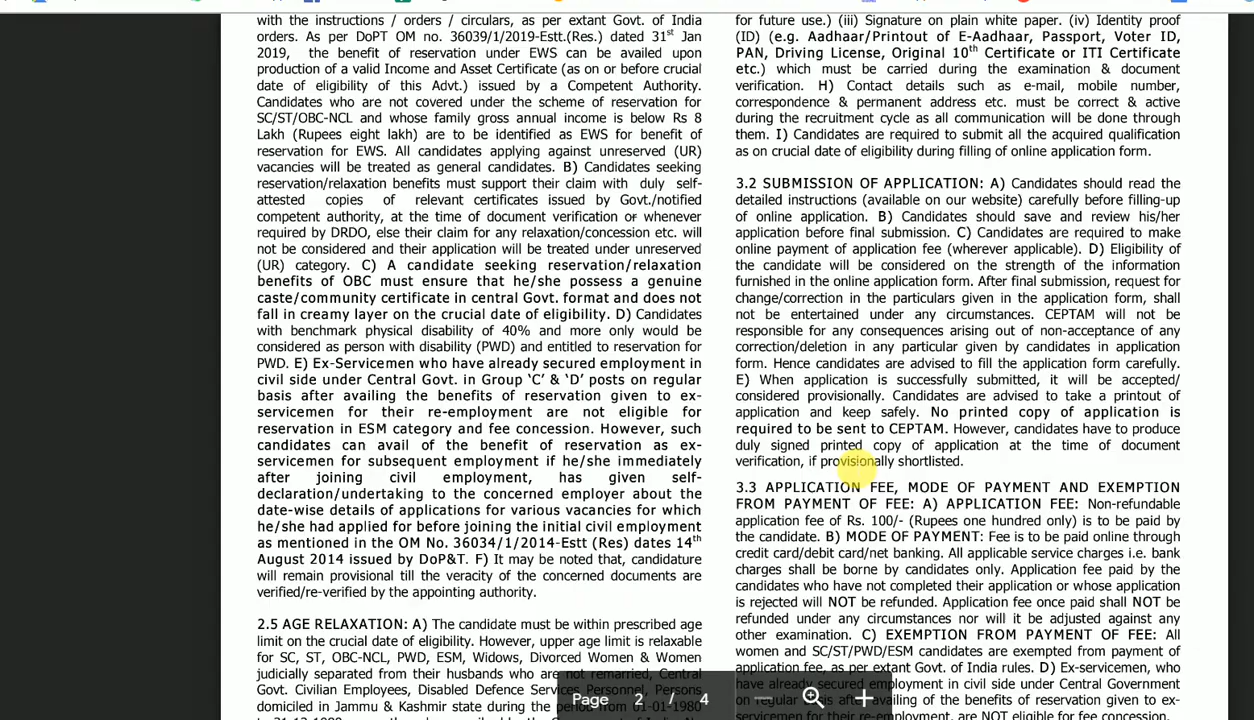 with the instructions / orders / circulars, as per extant Govt. of India
orders. As per DoPT OM no. 36039/1/2019-Estt.(Res.) dated 31st Jan
2019, the benefit of reservation under EWS can be availed upon
production of a valid Income and Asset Certificate (as on or before crucial
date of eligibility of this Advt.) issued by a Competent Authority.
Candidates who are not covered under the scheme of reservation for
SC/ST/OBC-NCL and whose family gross annual income is below Rs 8
Lakh (Rupees eight lakh) are to be identified as EWS for benefit of
reservation for EWS. All candidates applying against unreserved (UR)
vacancies will be treated as general candidates. B) Candidates seeking
reservation/relaxation benefits must support their claim with duly self-
attested copies of relevant certificates issued by Govt./notified
competent authority, at the time of document verification or whenever
required by DRDO, else their claim for any relaxation/concession etc. will
not be considered and their application will be treated under unreserved
(UR) category. C) A candidate seeking reservation/relaxation
benefits of OBC must ensure that he/she possess a genuine
caste/community certificate in central Govt. format and does not
fall in creamy layer on the crucial date of eligibility. D) Candidates
with benchmark physical disability of 40% and more only would be
considered as person with disability (PWD) and entitled to reservation for
PWD. E) Ex-Servicemen who have already secured employment in
civil side under Central Govt. in Group 'C' & 'D' posts on regular
basis after availing the benefits of reservation given to ex-
servicemen for their re-employment are not eligible for
reservation in ESM category and fee concession. However, such
candidates can avail of the benefit of reservation as ex-
servicemen for subsequent employment if he/she immediately
after joining civil employment, has given self-
declaration/undertaking to the concerned employer about the
date-wise details of applications for various vacancies for which
he/she had applied for before joining the initial civil employment
as mentioned in the OM No. 36034/1/2014-Estt (Res) dates 14th
August 2014 issued by DoP&T. F) It may be noted that, candidature
will remain provisional till the veracity of the concerned documents are
verified/re-verified by the appointing authority.
2.5 AGE RELAXATION: A) The candidate must be within prescribed age
limit on the crucial date of eligibility. However, upper age limit is relaxable
for SC, ST, OBC-NCL, PWD, ESM, Widows, Divorced Women & Women
judicially separated from their husbands who are not remarried, Central
Govt. Civilian Employees, Disabled Defence Services Personnel, Persons
domiciled in Jammu & Kashmir state during the period from 01-01-1980
for future use.) (iii) Signature on plain white paper. (iv) Identity proof
(ID) (e.g. Aadhaar/Printout of E-Aadhaar, Passport, Voter ID,
PAN, Driving License, Original 10th Certificate or ITI Certificate
etc.) which must be carried during the examination & document
verification. H) Contact details such as e-mail, mobile number,
correspondence & permanent address etc. must be correct & active
during the recruitment cycle as all communication will be done through
them. I) Candidates are required to submit all the acquired qualification
as on crucial date of eligibility during filling of online application form.
3.2 SUBMISSION OF APPLICATION: A) Candidates should read the
detailed instructions (available on our website) carefully before filling-up
of online application. B) Candidates should save and review his/her
application before final submission. C) Candidates are required to make
online payment of application fee (wherever applicable). D) Eligibility of
the candidate will be considered on the strength of the information
furnished in the online application form. After final submission, request for
change/correction in the particulars given in the application form, shall
not be entertained under any circumstances. CEPTAM will not be
responsible for any consequences arising out of non-acceptance of any
correction/deletion in any particular given by candidates in application
form. Hence candidates are advised to fill the application form carefully.
E) When application is successfully submitted, it will be accepted/
considered provisionally. Candidates are advised to take a printout of
application and keep safely. No printed copy of application is
required to be sent to CEPTAM. However, candidates have to produce
duly signed printed copy of application at the time of document
verification, if provisionally shortlisted.
3.3 APPLICATION FEE, MODE OF PAYMENT AND EXEMPTION
FROM PAYMENT OF FEE: A) APPLICATION FEE: Non-refundable
application fee of Rs. 100/- (Rupees one hundred only) is to be paid by
the candidate. B) MODE OF PAYMENT: Fee is to be paid online through
credit card/debit card/net banking. All applicable service charges i.e. bank
charges shall be borne by candidates only. Application fee paid by the
candidates who have not completed their application or whose application
is rejected will NOT be refunded. Application fee once paid shall NOT be
refunded under any circumstances nor will it be adjusted against any
other examination. C) EXEMPTION FROM PAYMENT OF FEE: All
women and SC/ST/PWD/ESM candidates are exempted from payment of
application fee, as per extant Govt. of India rules. D) Ex-servicemen, who
have already secured employment in civil side under Central Government
on regular basis after availing of the benefits of reservation given to ex-
servicemen for their re-employment, are NOT eligible for fee concession.
Page 2 / 4